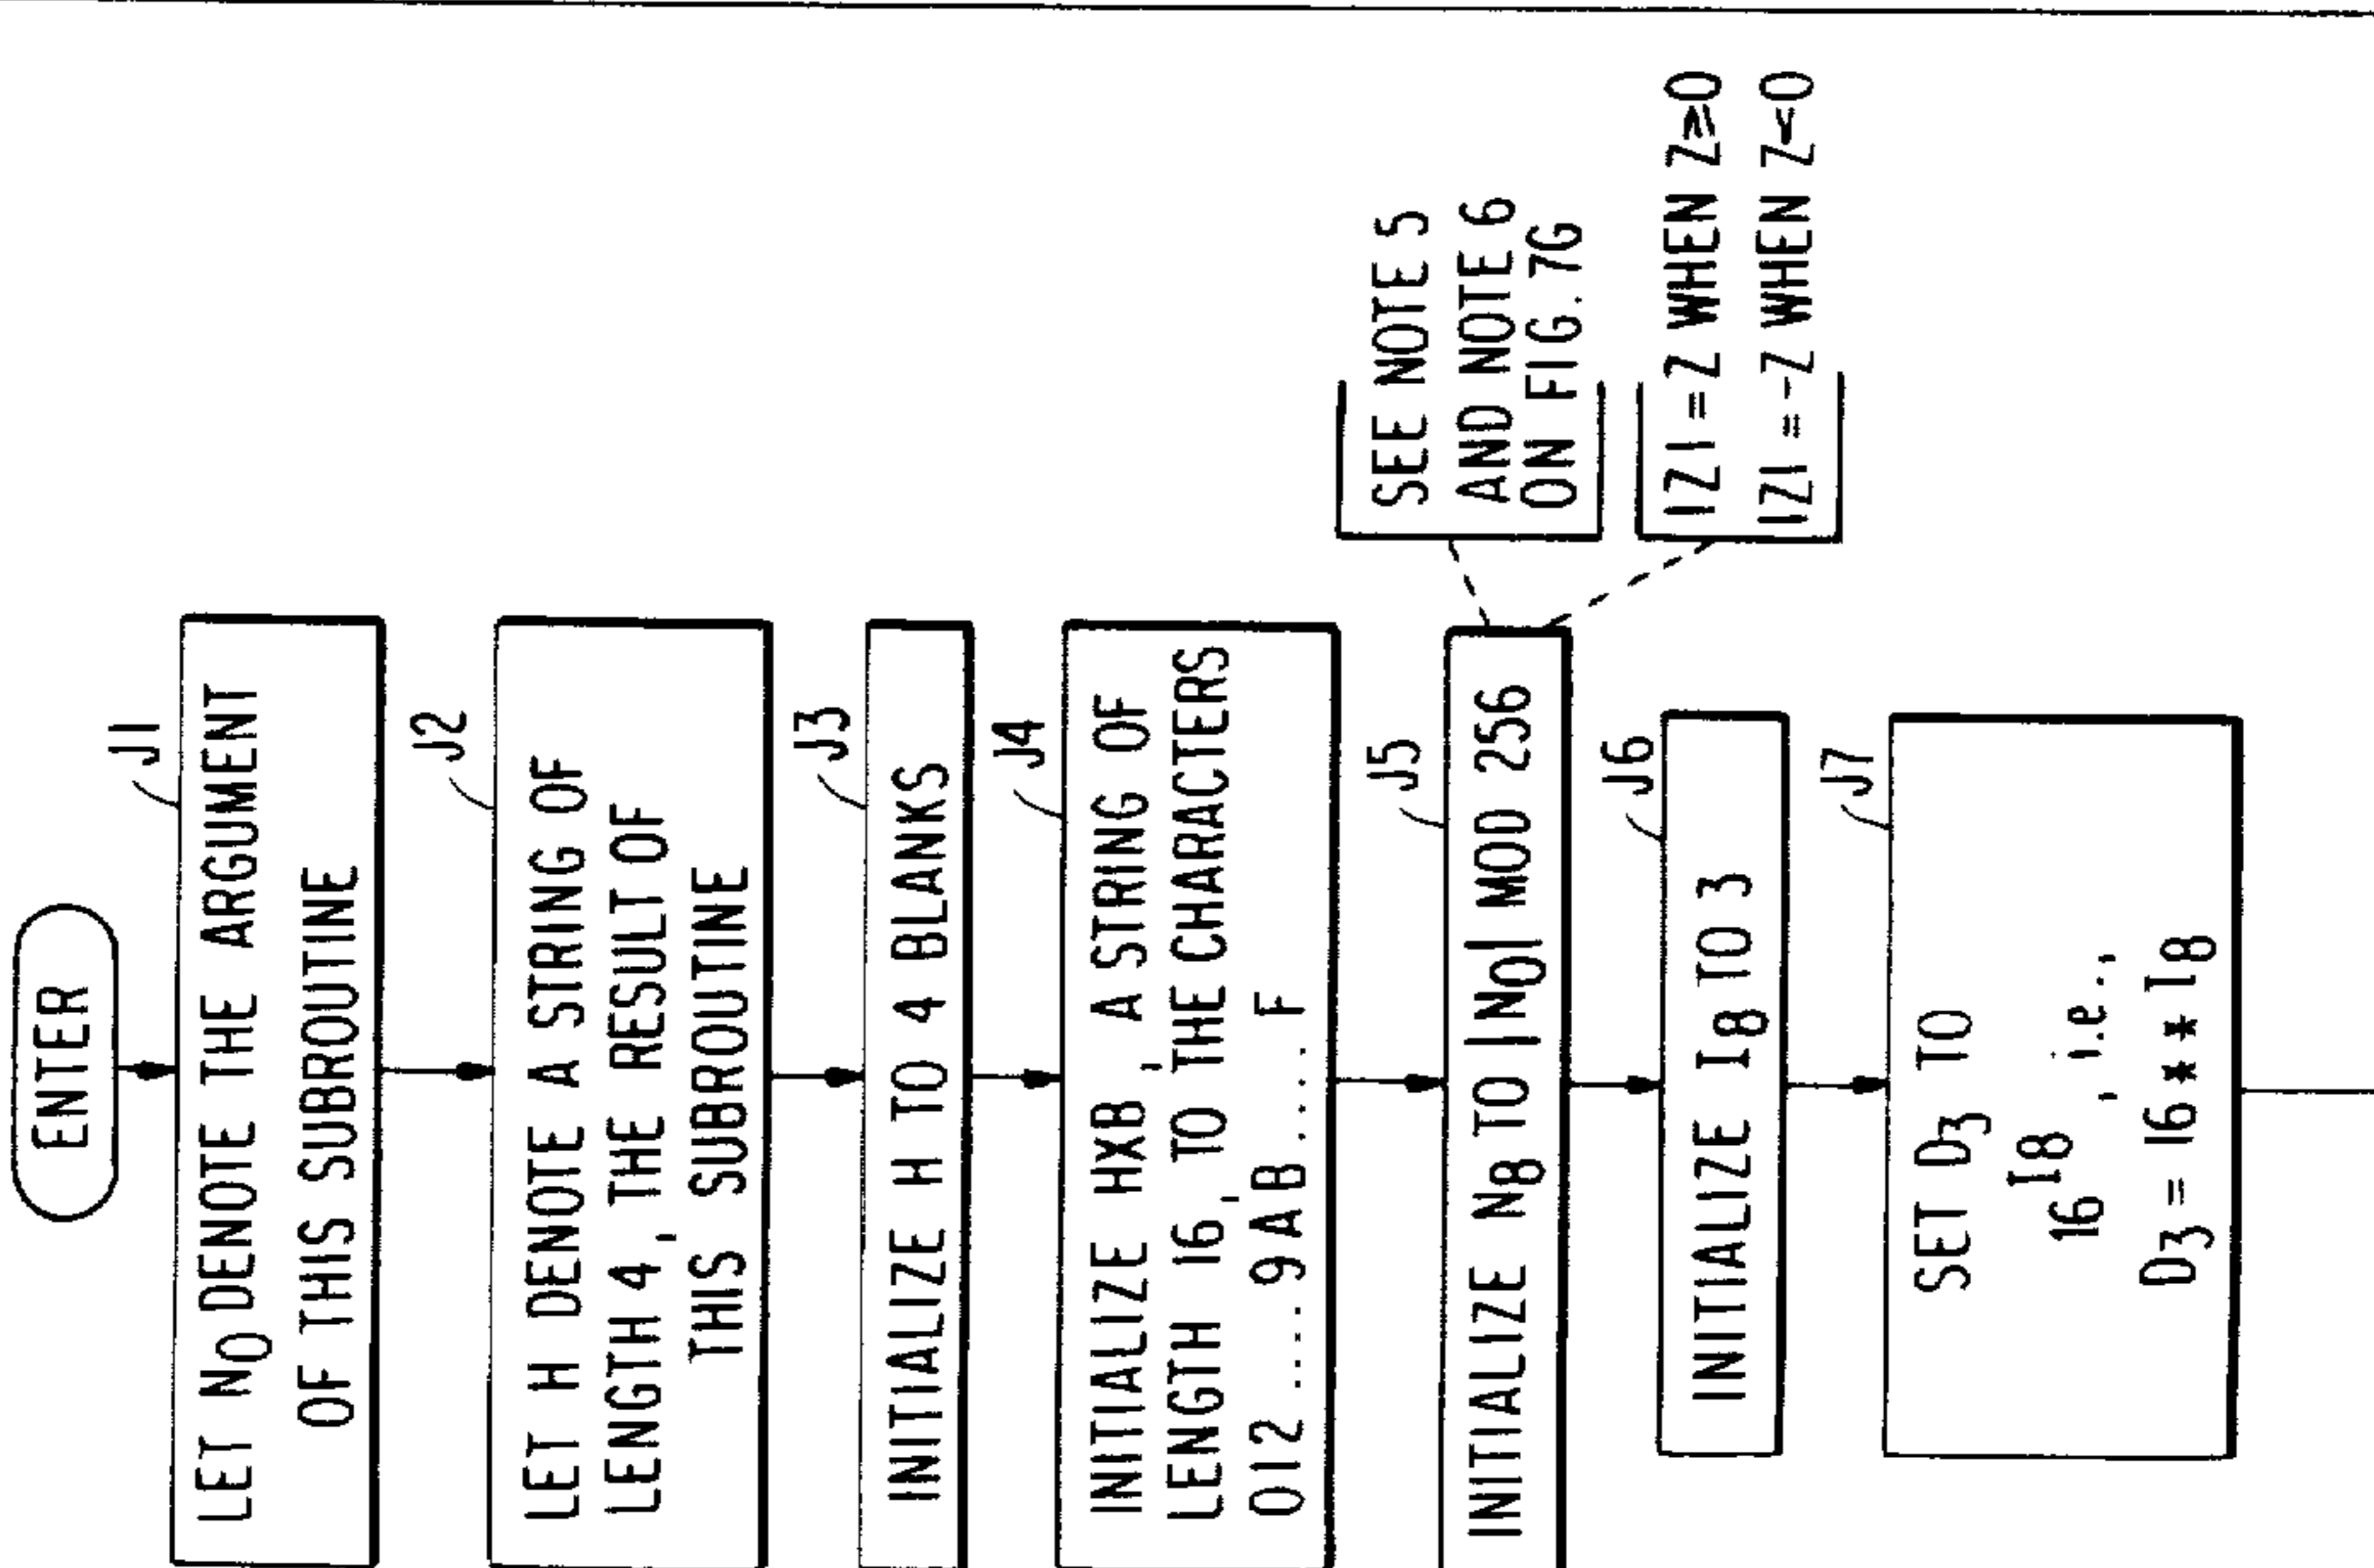 ENTER
J1
LET N0 DENOTE THE ARGUMENT
OF THIS SUBROUTINE
J2
LET H DENOTE A STRING OF
LENGTH 4, THE RESULT OF
THIS SUBROUTINE
J3
INITIALIZE H TO 4 BLANKS
J4
INITIALIZE HXB, A STRING OF
LENGTH 16, TO THE CHARACTERS
012....9AB.... F
J5
INITIALIZE N8 TO |N0| MOD 256
SEE NOTE 5
AND NOTE 6
ON FIG. 7G
|Z|=Z WHEN Z≥0
|Z|=-Z WHEN Z<0
J6
INITIALIZE I8 TO 3
J7
SET D3 TO
16^I8, i.e.,
D3 = 16**I8